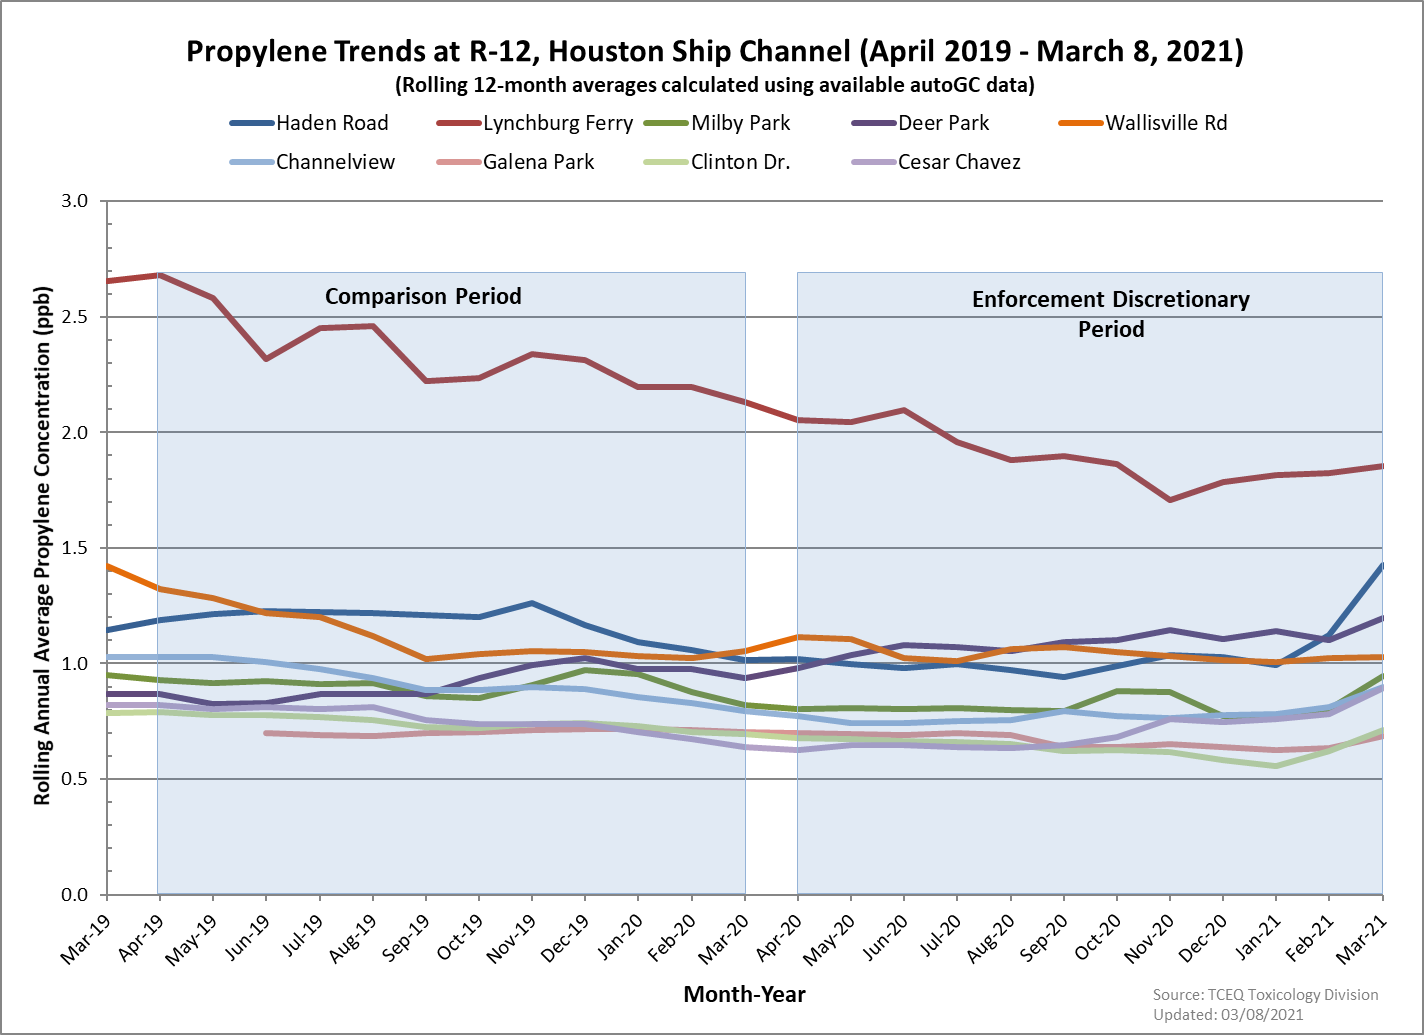 Propylene Trends at R-12, Houston Ship Channel (April 2019 - March 8, 2021)
(Rolling 12-month averages calculated using available autoGC data)
Haden Road Lynchburg Ferry Milby Park Deer Park Wallisville Rd
Channelview Galena Park Clinton Dr. Cesar Chavez
Rolling Annual Average Propylene Concentration (ppb)
3.0
2.5
2.0
1.5
1.0
0.5
0.0
Comparison Period
Enforcement Discretionary
Period
Mar-19 Apr-19 May-19 Jun-19 Jul-19 Aug-19 Sep-19 Oct-19 Nov-19 Dec-19 Jan-20 Feb-20 Mar-20 Apr-20 May-20 Jun-20 Jul-20 Aug-20 Sep-20 Oct-20 Nov-20 Dec-20 Jan-21 Feb-21 Mar-21
Month-Year
Source: TCEQ Toxicology Division
Updated: 03/08/2021